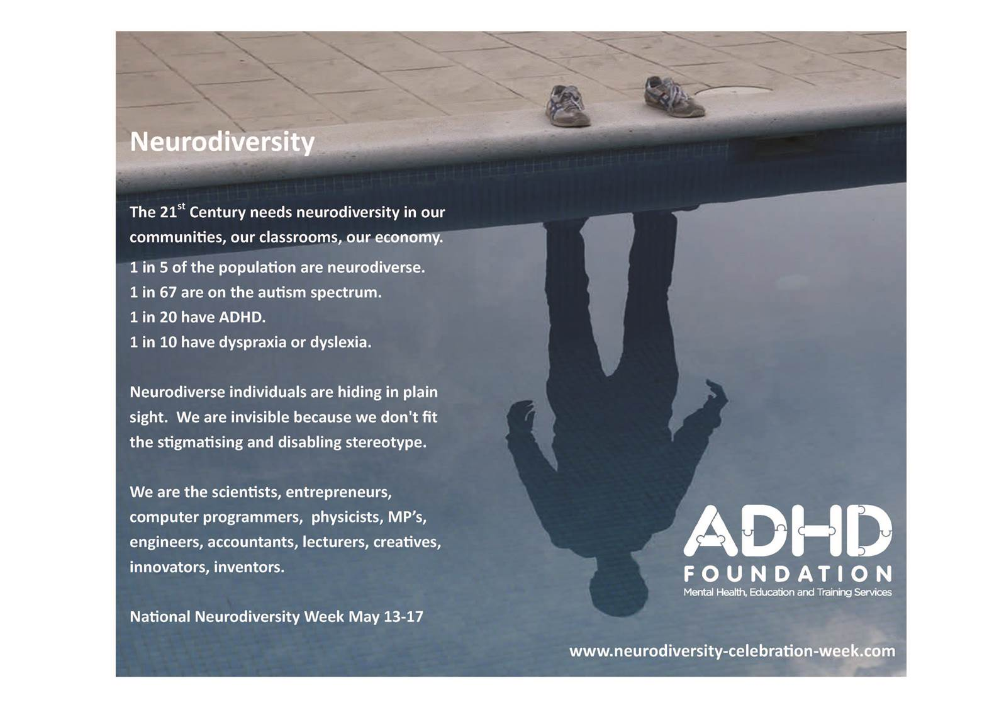 Neurodiversity
The 21st Century needs neurodiversity in our
communities, our classrooms, our economy.
1 in 5 of the population are neurodiverse.
1 in 67 are on the autism spectrum.
1 in 20 have ADHD.
1 in 10 have dyspraxia or dyslexia.
Neurodiverse individuals are hiding in plain
sight.  We are invisible because we don't fit
the stigmatising and disabling stereotype.
We are the scientists, entrepreneurs,
computer programmers,  physicists, MP’s,
engineers, accountants, lecturers, creatives,
innovators, inventors.
National Neurodiversity Week May 13-17
ADHD
FOUNDATION
Mental Health, Education and Training Services
www.neurodiversity-celebration-week.com